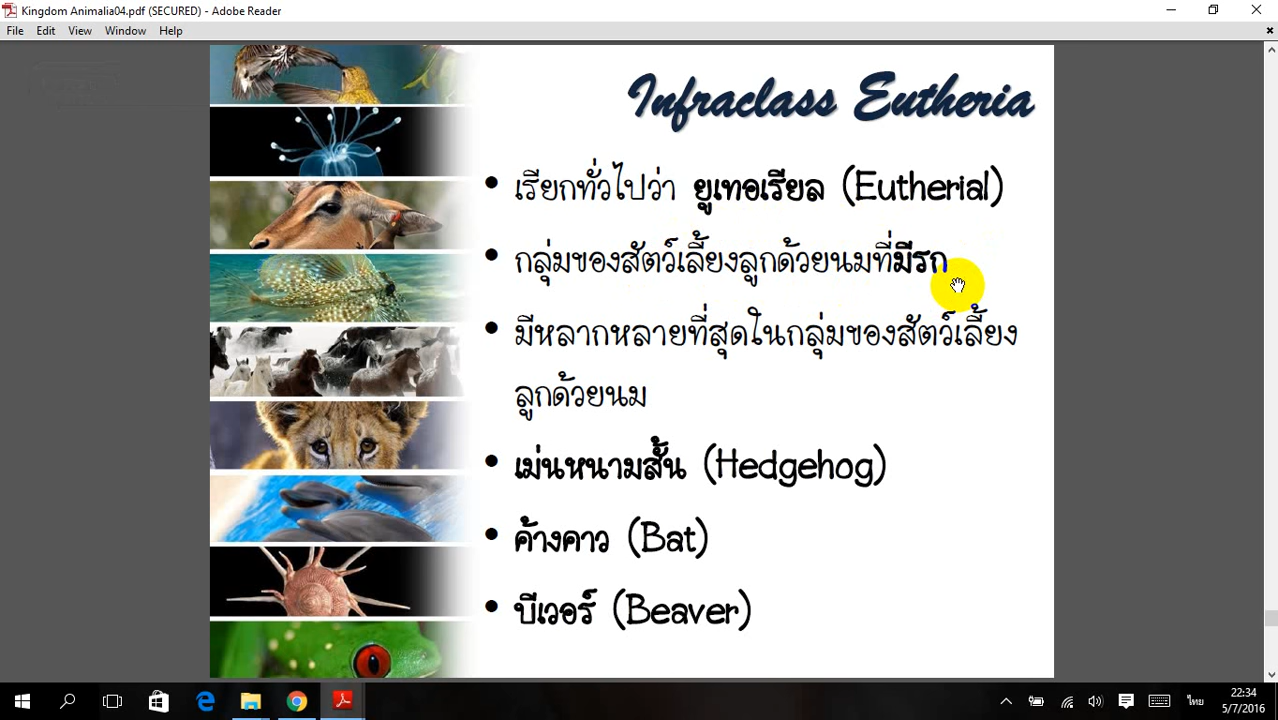 Kingdom Animalia04.pdf (SECURED) - Adobe Reader
File Edit View Window Help
Infraclass Eutheria
• เรียกทั่วไปว่า ยูเทอเรียล (Eutherial)
• กลุ่มของสัตว์เลี้ยงลูกด้วยนมที่มีรก
• มีหลากหลายที่สุดในกลุ่มของสัตว์เลี้ยง
ลูกด้วยนม
• เม่นหนามสั้น (Hedgehog)
• ค้างคาว (Bat)
• บีเวอร์ (Beaver)
ไทย
22:34
5/7/2016